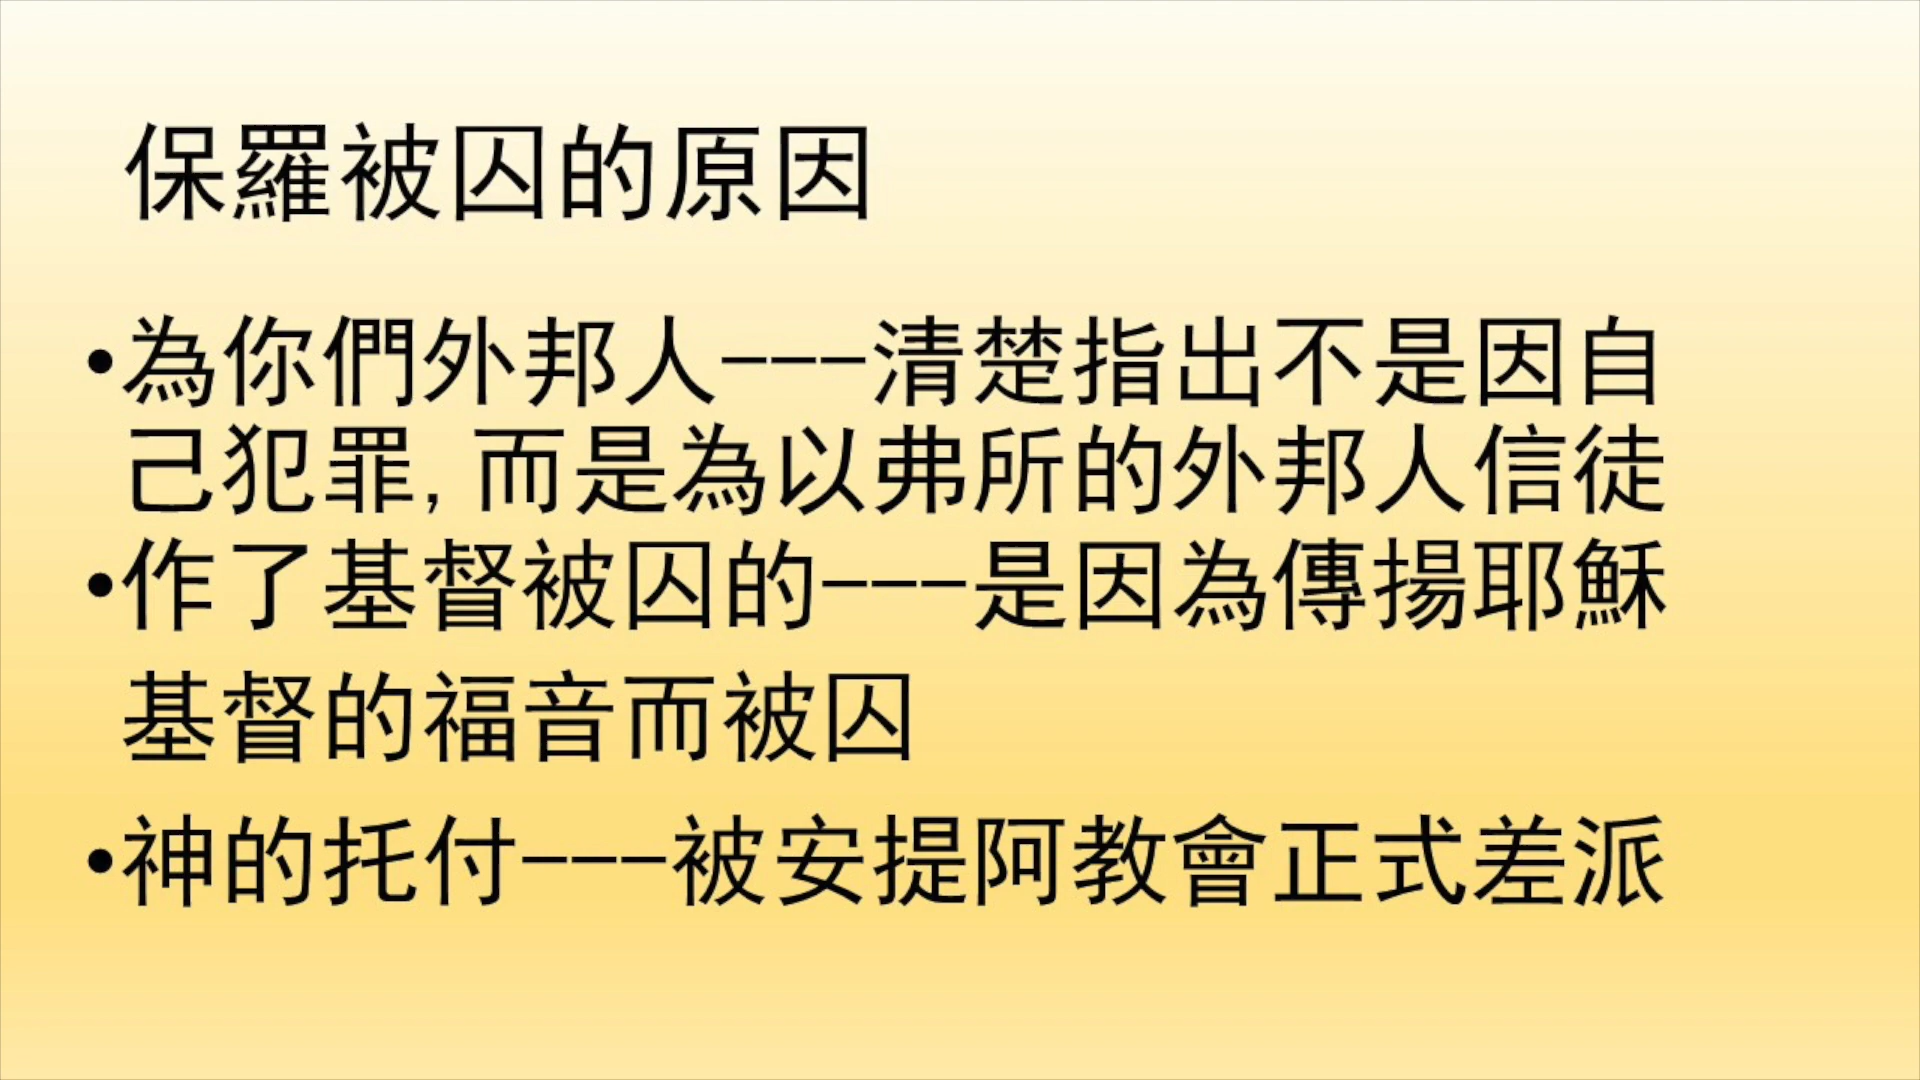 保羅被囚的原因
•為你們外邦人---清楚指出不是因自
己犯罪,而是為以弗所的外邦人信徒
•作了基督被囚的---是因為傳揚耶穌
基督的福音而被囚
•神的托付---被安提阿教會正式差派